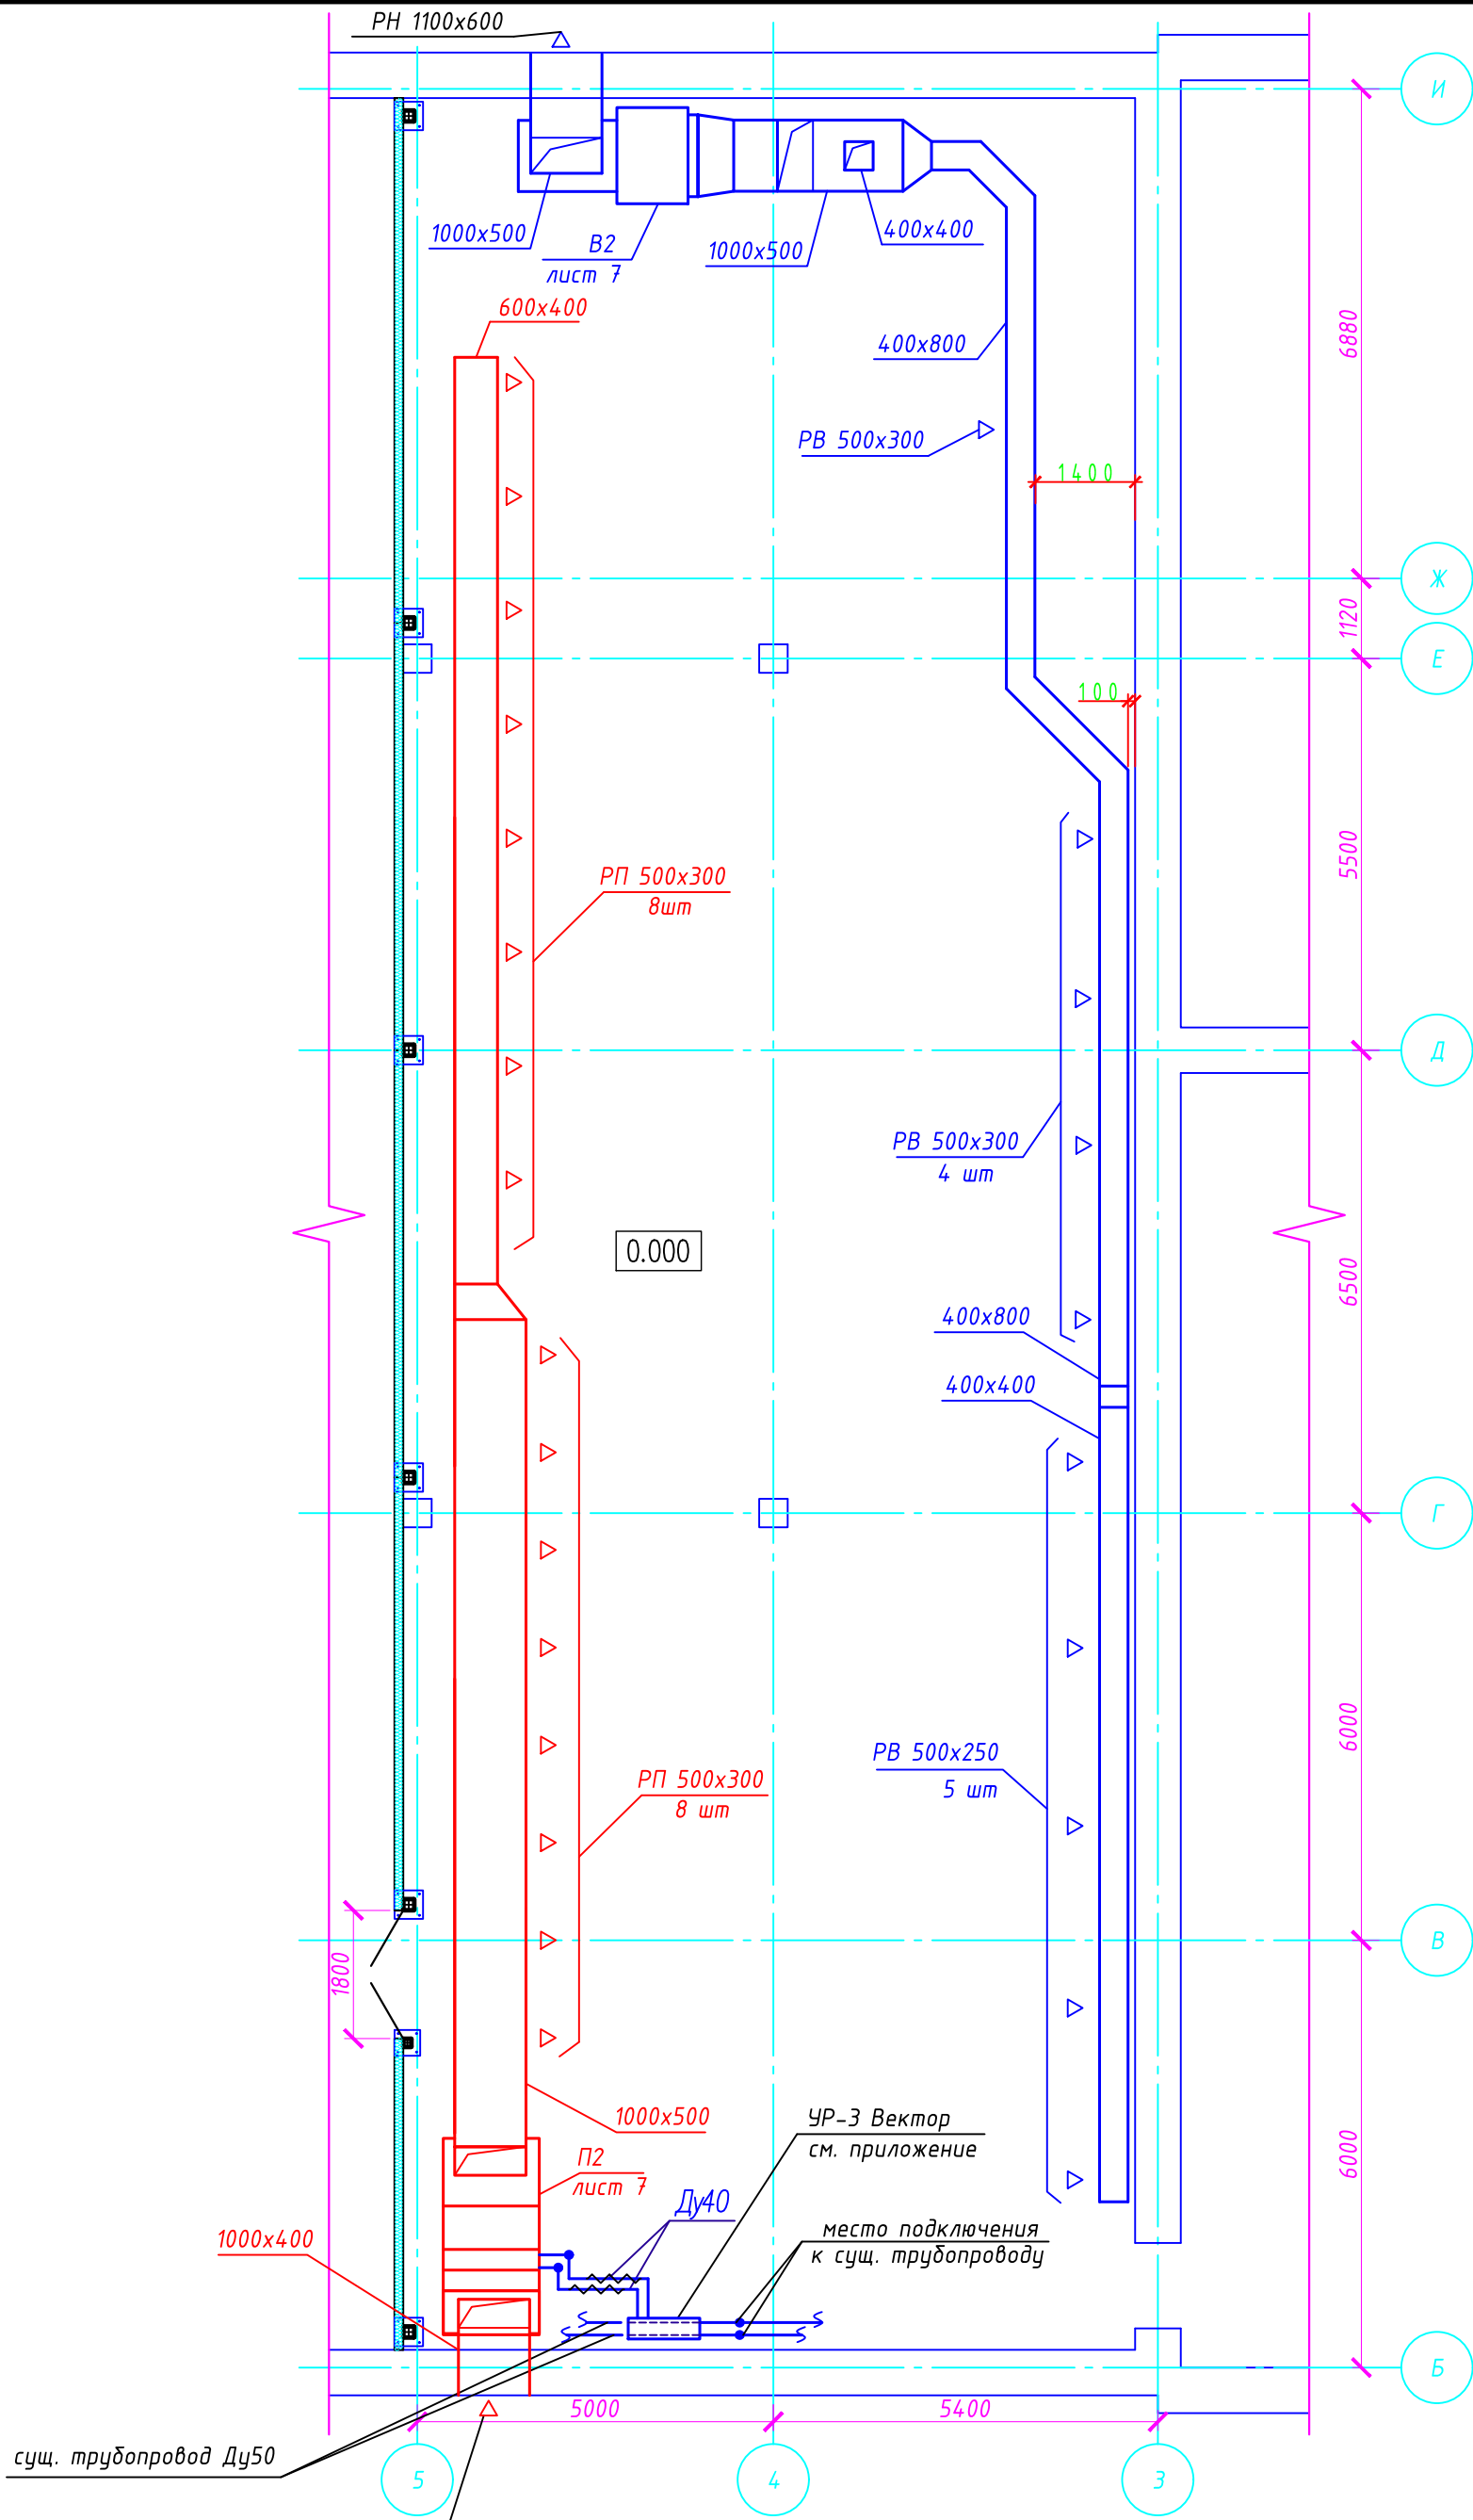 РН 1100х600
И
1000х500
В2
лист 7
1000х500
400х400
600х400
400х800
6880
РВ 500х300
1400
Ж
1120
Е
100
РП 500х300
8шт
5500
Д
РВ 500х300
4 шт
0.000
6500
400х800
400х400
Г
6000
РВ 500х250
5 шт
РП 500х300
8 шт
В
1800
1000х500
УР-3 Вектор
см. приложение
П2
лист 7
6000
Ду40
1000х400
место подключения
к сущ. трубопроводу
Б
5000
5400
сущ. трубопровод Ду50
5
4
3